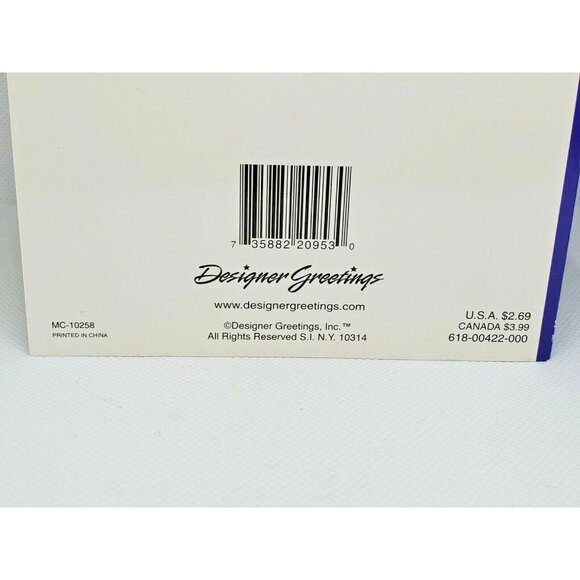 7 35882 20953 0
Designer Greetings
www.designergreetings.com
©Designer Greetings, Inc.™
All Rights Reserved S.I. N.Y. 10314
MC-10258
PRINTED IN CHINA
U.S.A. $2.69
CANADA $3.99
618-00422-000